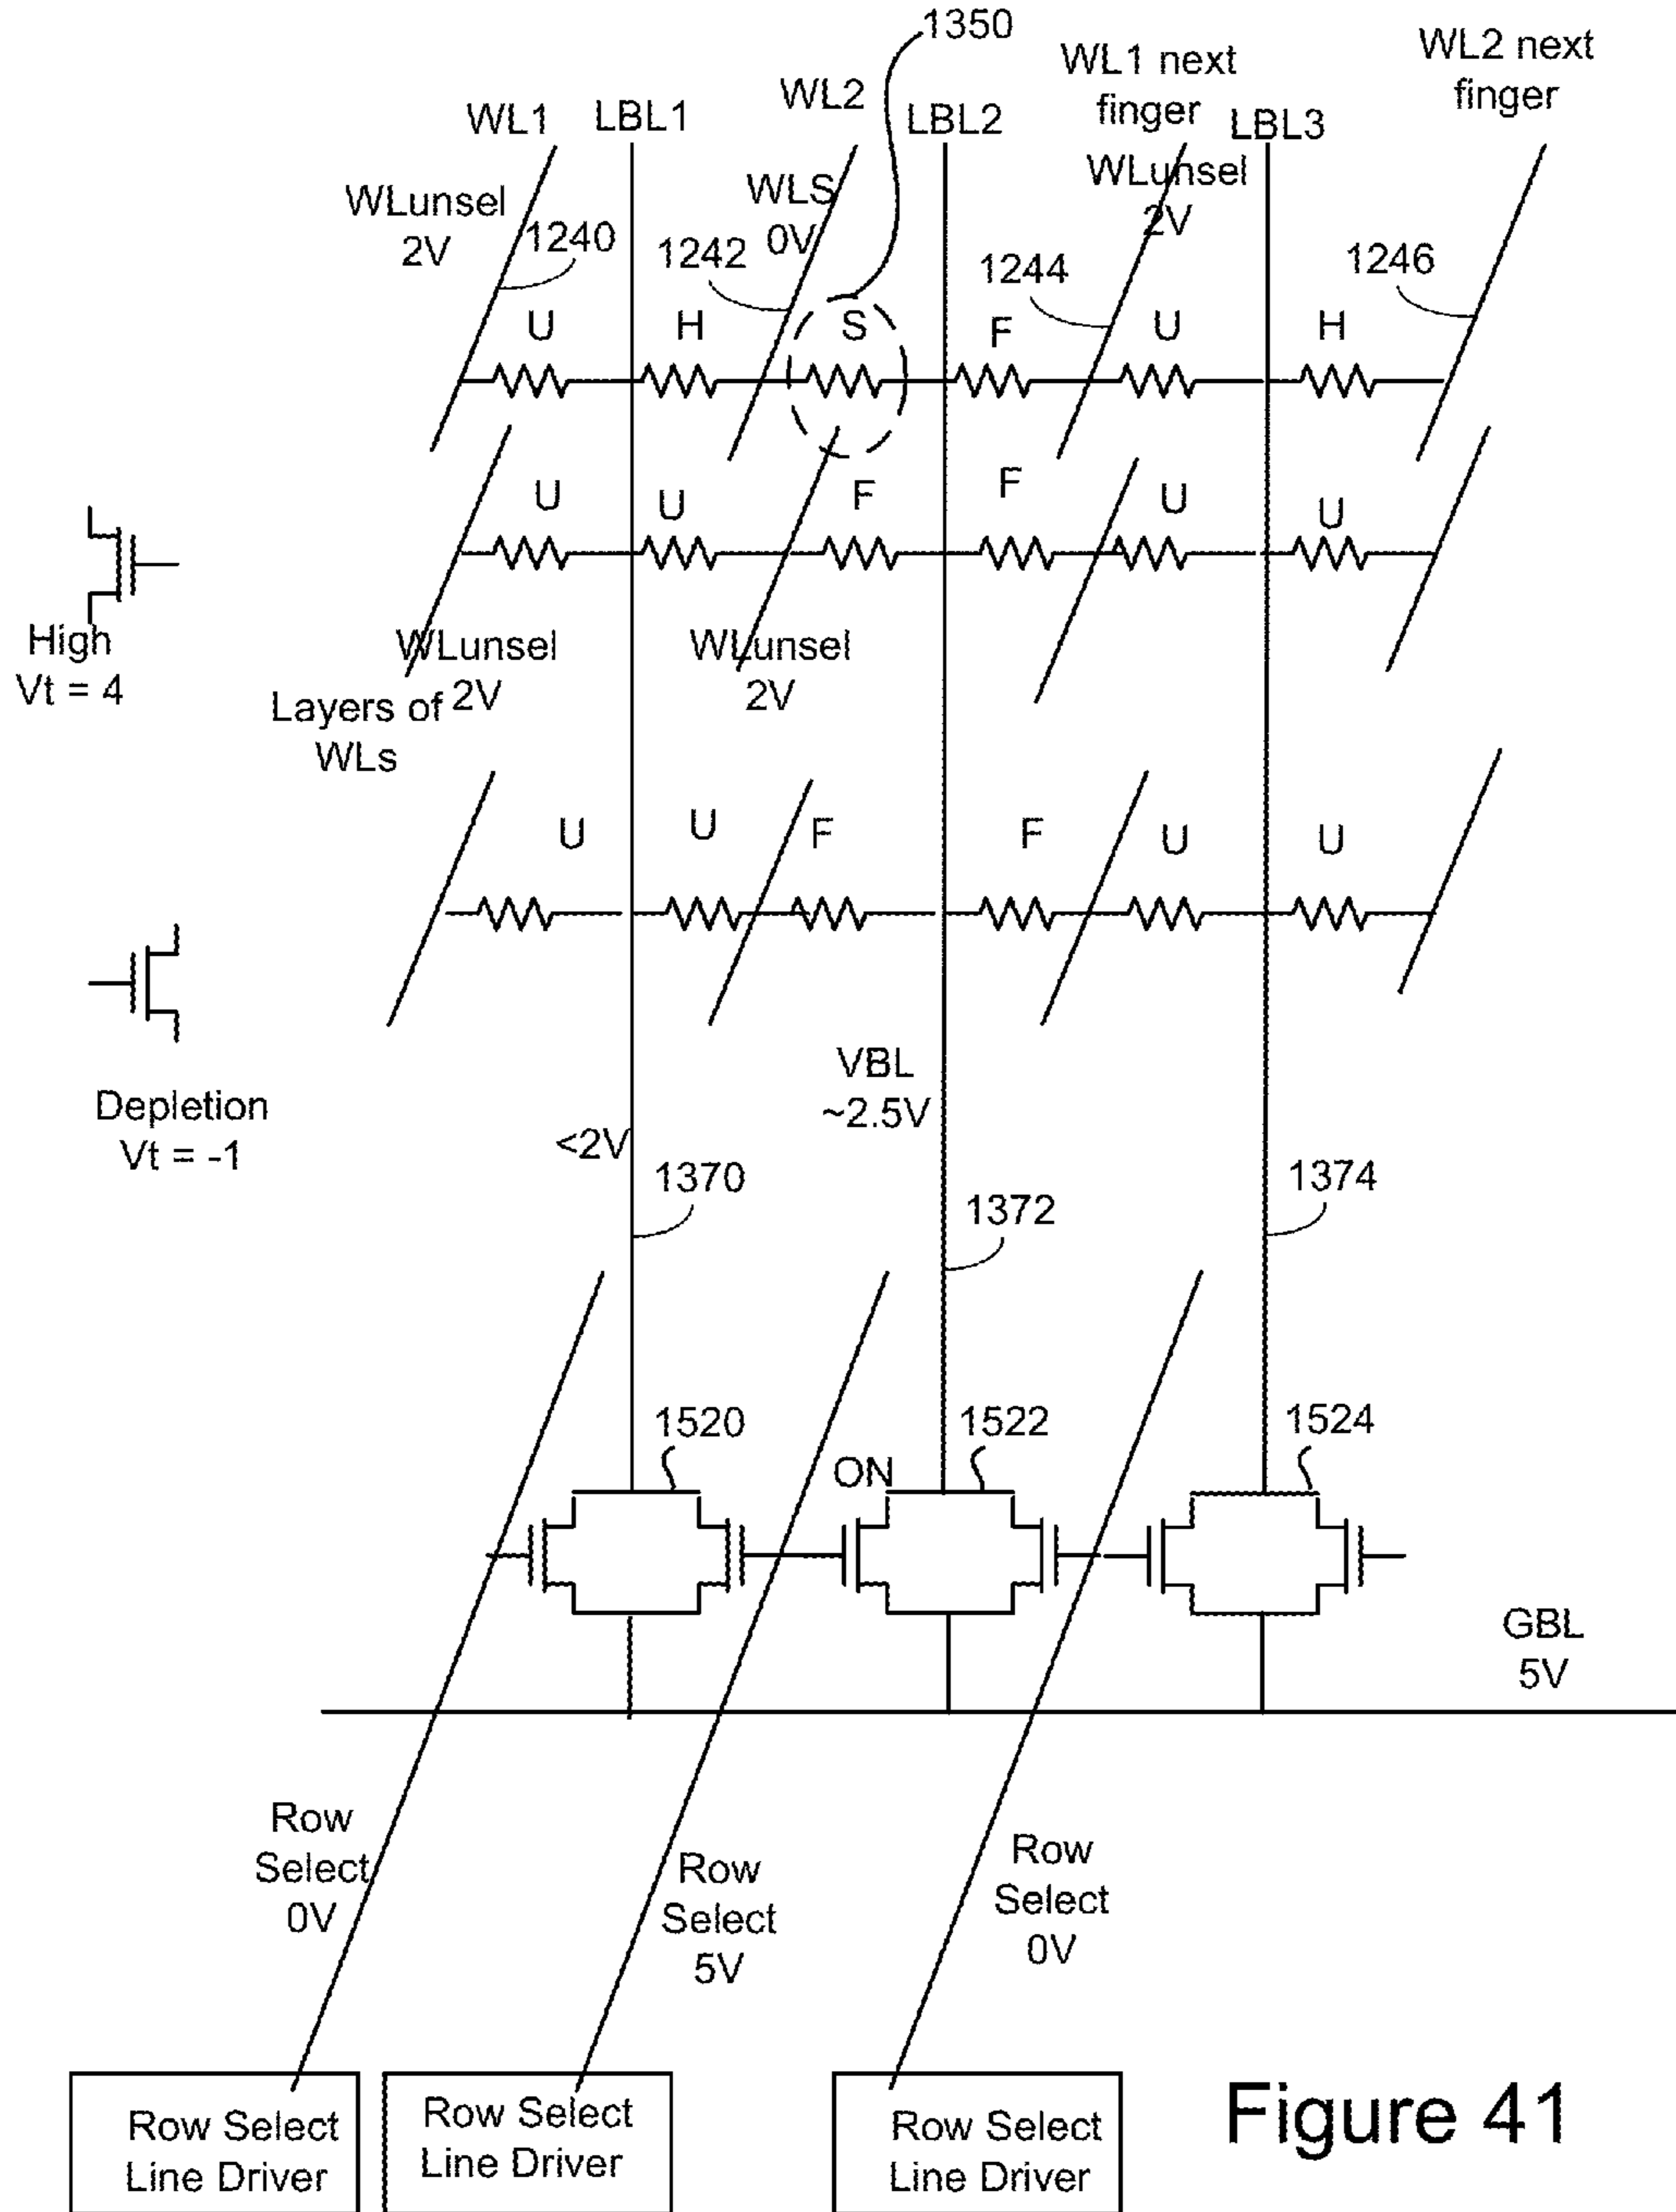 1350
WL1 next
finger
WL2 next
finger
WL1
LBL1
WL2
LBL2
LBL3
WLunsel
2V
WLS
0V
WLunsel
2V
1240
1242
1244
1246
U
H
S
F
U
H
U
U
F
F
U
U
High
Vt = 4
WLunsel
2V
WLunsel
2V
Layers of
WLs
U
U
F
F
U
U
Depletion
Vt = -1
VBL
~2.5V
<2V
1370
1372
1374
1520
ON
1522
1524
GBL
5V
Row
Select
0V
Row
Select
5V
Row
Select
0V
Row Select
Line Driver
Row Select
Line Driver
Row Select
Line Driver
Figure 41